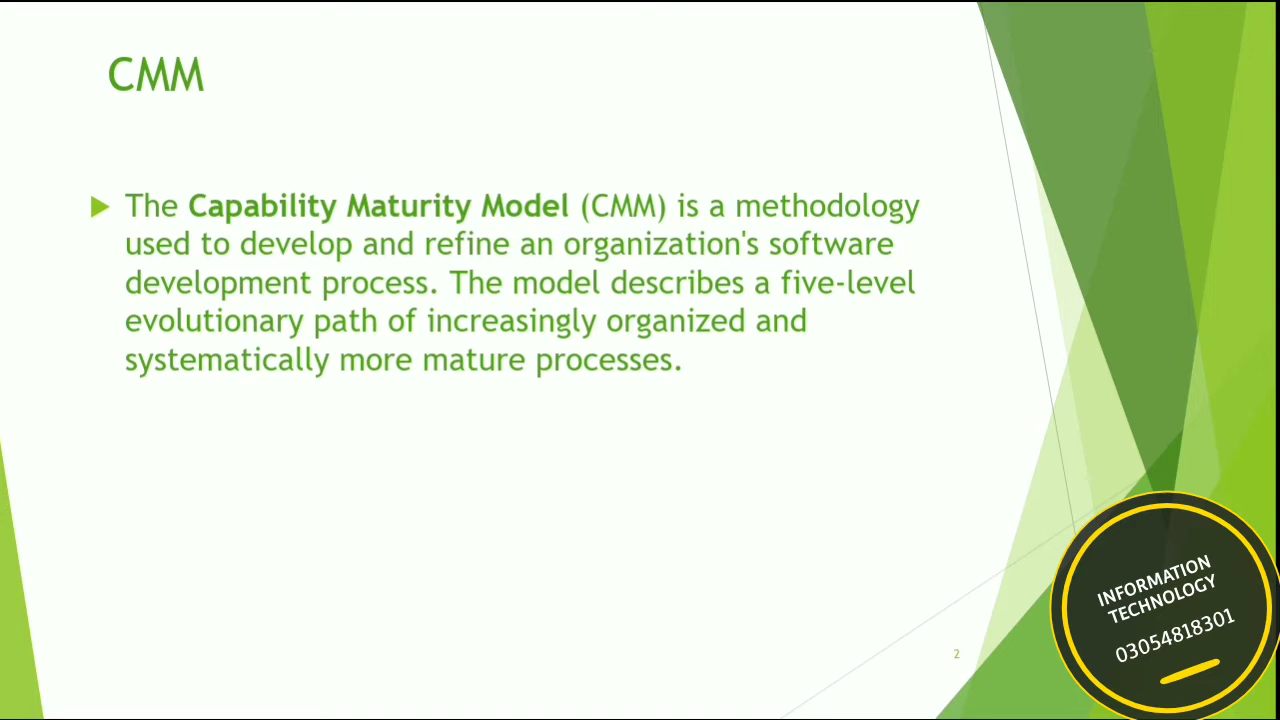 CMM
The Capability Maturity Model (CMM) is a methodology
used to develop and refine an organization's software
development process. The model describes a five-level
evolutionary path of increasingly organized and
systematically more mature processes.
2
INFORMATION
TECHNOLOGY
03054818301